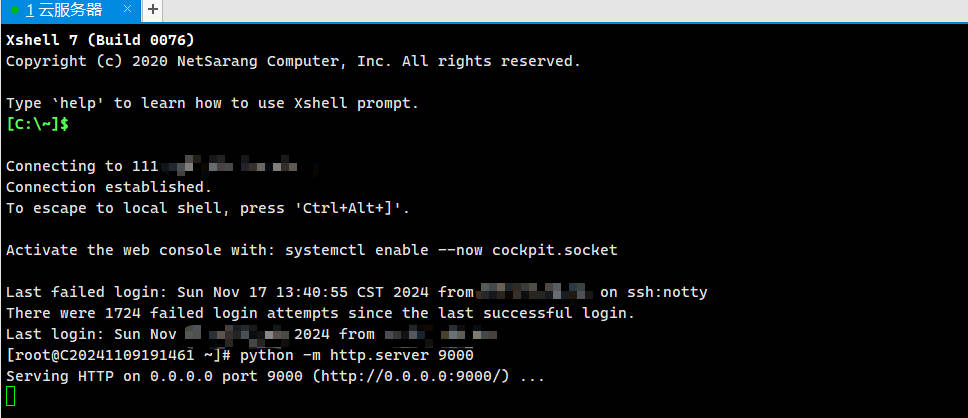 1 云服务器 × +
Xshell 7 (Build 0076)
Copyright (c) 2020 NetSarang Computer, Inc. All rights reserved.
Type `help' to learn how to use Xshell prompt.
[C:\~]$
Connecting to 111
Connection established.
To escape to local shell, press 'Ctrl+Alt+]'.
Activate the web console with: systemctl enable --now cockpit.socket
Last failed login: Sun Nov 17 13:40:55 CST 2024 from on ssh:notty
There were 1724 failed login attempts since the last successful login.
Last login: Sun Nov 2024 from
[root@C20241109191461 ~]# python -m http.server 9000
Serving HTTP on 0.0.0.0 port 9000 (http://0.0.0.0:9000/) ...